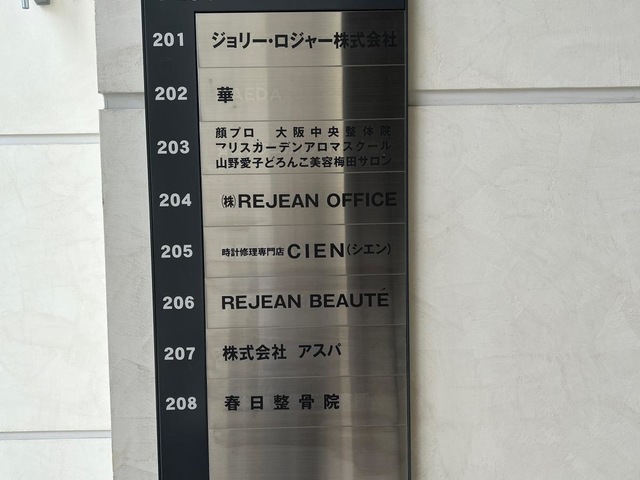 201 ジョリー・ロジャー株式会社
202 華
203 顔プロ 大阪中央整体院
アリスガーデンアロマスクール
山野愛子どろんこ美容梅田サロン
204 ㈱REJEAN OFFICE
205 時計修理専門店CIEN(シエン)
206 REJEAN BEAUTÉ
207 株式会社 アスパ
208 春日整骨院